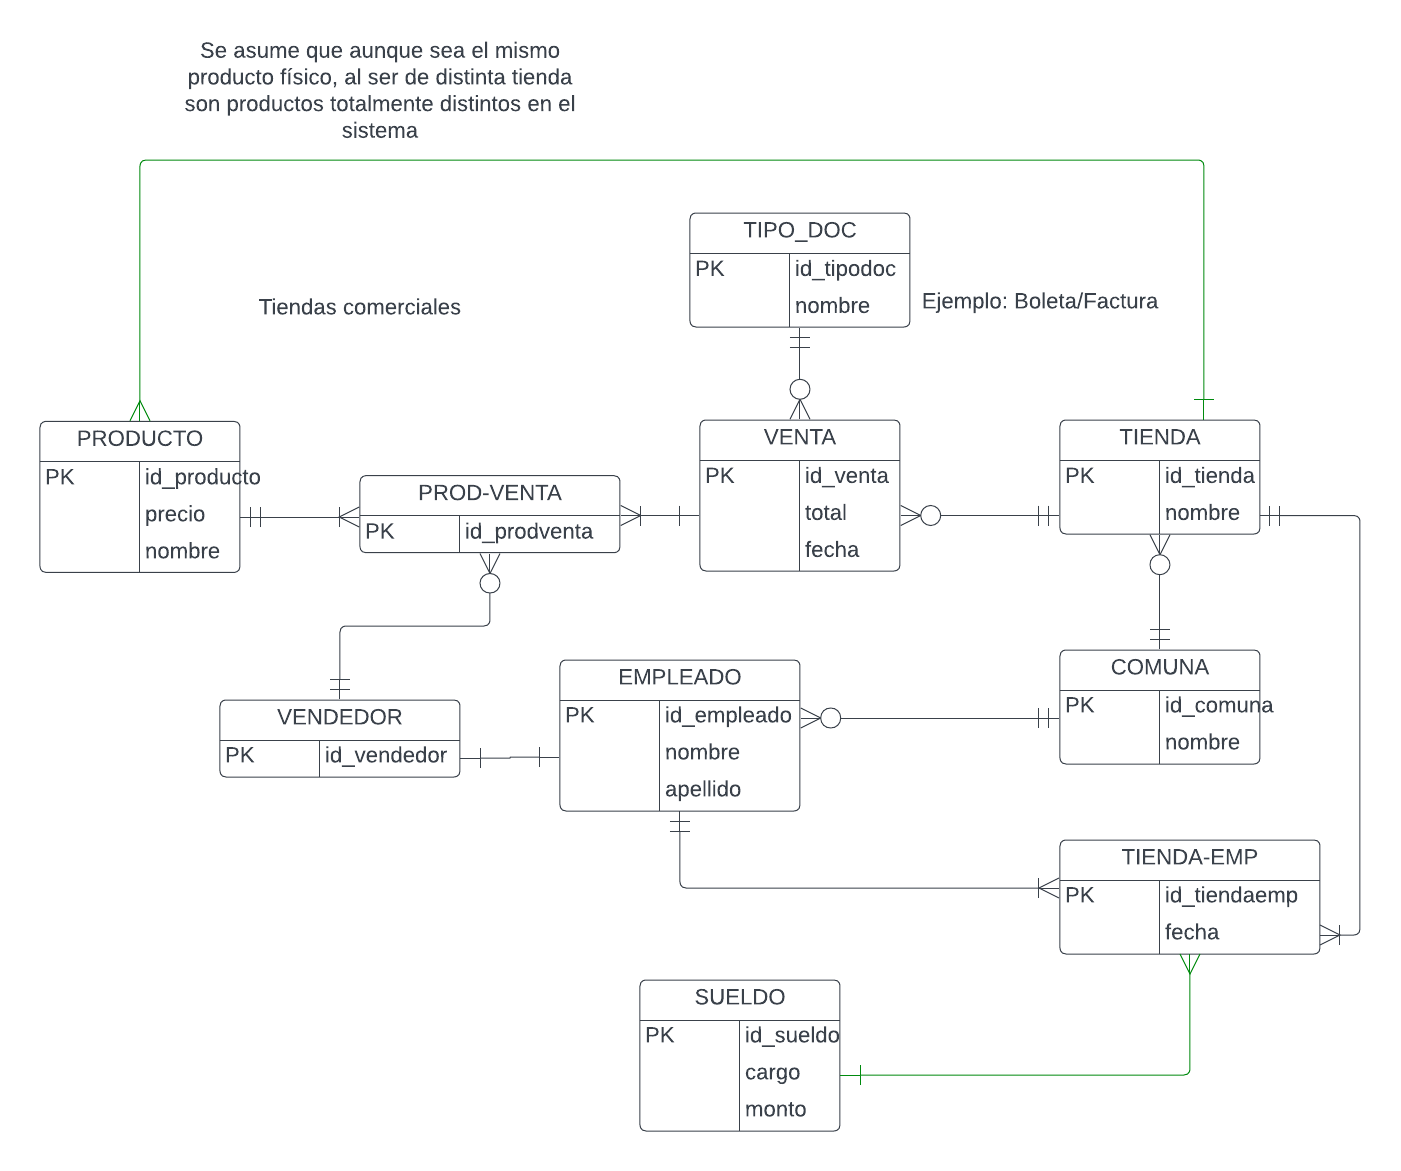 Se asume que aunque sea el mismo
producto físico, al ser de distinta tienda
son productos totalmente distintos en el
sistema
TIPO_DOC
PK id_tipodoc
nombre
Ejemplo: Boleta/Factura
Tiendas comerciales
PRODUCTO
PK id_producto
precio
nombre
PROD-VENTA
PK id_prodventa
VENTA
PK id_venta
total
fecha
TIENDA
PK id_tienda
nombre
VENDEDOR
PK id_vendedor
EMPLEADO
PK id_empleado
nombre
apellido
COMUNA
PK id_comuna
nombre
TIENDA-EMP
PK id_tiendaemp
fecha
SUELDO
PK id_sueldo
cargo
monto